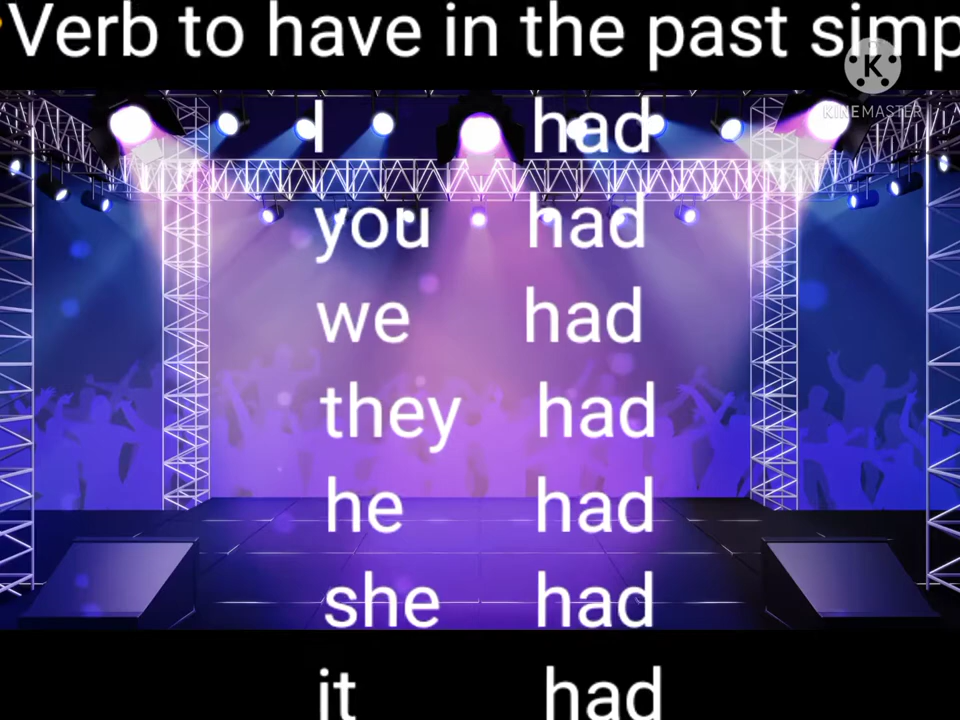 Verb to have in the past simp
KINEMASTER
I had
you had
we had
they had
he had
she had
it had